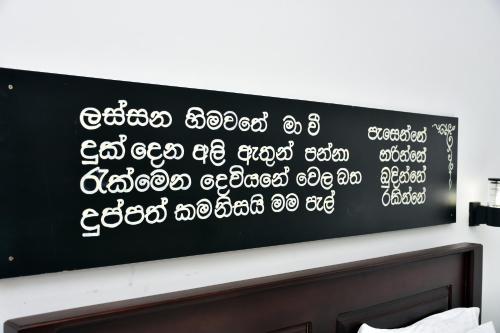 ලස්සන හිමවතේ මා වී පැසෙන්නේ
දුක් දෙන අලි ඇතුන් පන්නා හරින්නේ
රැක්මෙන දෙවියනේ වෙල බත බුදින්නේ
දුප්පත් කමනිසයි මම පැල් රකින්නේ